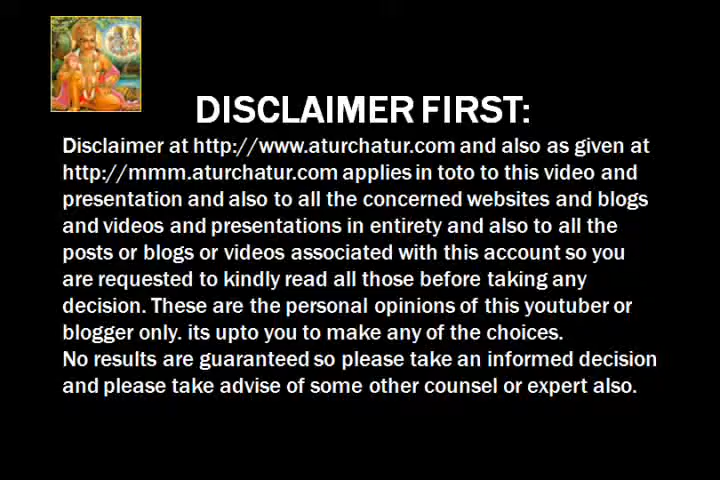 DISCLAIMER FIRST:
Disclaimer at http://www.aturchatur.com and also as given at
http://mmm.aturchatur.com applies in toto to this video and
presentation and also to all the concerned websites and blogs
and videos and presentations in entirety and also to all the
posts or blogs or videos associated with this account so you
are requested to kindly read all those before taking any
decision. These are the personal opinions of this youtuber or
blogger only. its upto you to make any of the choices.
No results are guaranteed so please take an informed decision
and please take advise of some other counsel or expert also.